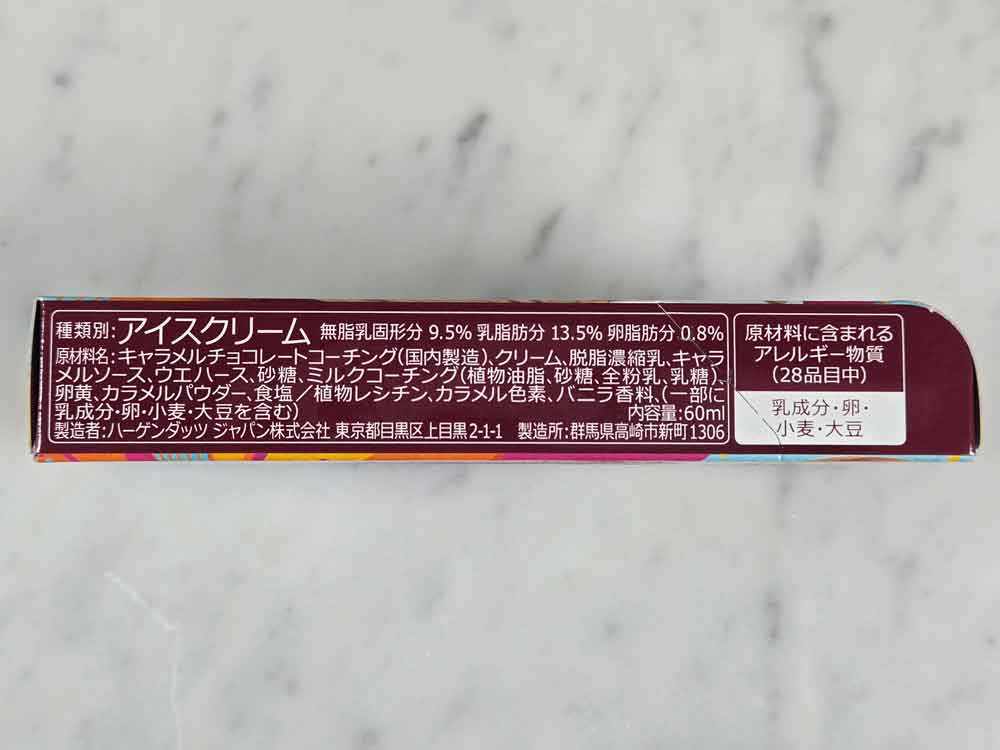 種類別:アイスクリーム 無脂乳固形分 9.5% 乳脂肪分 13.5% 卵脂肪分 0.8%
原材料名:キャラメルチョコレートコーチング(国内製造)、クリーム、脱脂濃縮乳、キャラ
メルソース、ウエハース、砂糖、ミルクコーチング(植物油脂、砂糖、全粉乳、乳糖)、
卵黄、カラメルパウダー、食塩／植物レシチン、カラメル色素、バニラ香料、(一部に
乳成分・卵・小麦・大豆を含む) 内容量:60ml
製造者:ハーゲンダッツ ジャパン株式会社 東京都目黒区上目黒2-1-1 製造所:群馬県高崎市新町1306
原材料に含まれる
アレルギー物質
(28品目中)
乳成分・卵・
小麦・大豆